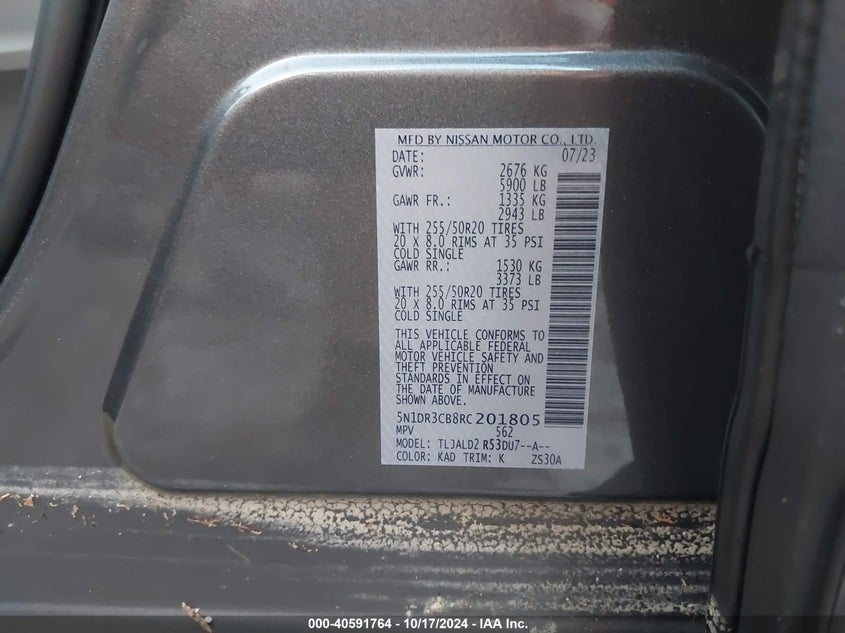 MFD BY NISSAN MOTOR CO., LTD.
DATE: 07/23
GVWR: 2676 KG
5900 LB
GAWR FR.: 1335 KG
2943 LB
WITH 255/50R20 TIRES
20 X 8.0 RIMS AT 35 PSI
COLD SINGLE
GAWR RR.: 1530 KG
3373 LB
WITH 255/50R20 TIRES
20 X 8.0 RIMS AT 35 PSI
COLD SINGLE
THIS VEHICLE CONFORMS TO
ALL APPLICABLE FEDERAL
MOTOR VEHICLE SAFETY AND
THEFT PREVENTION
STANDARDS IN EFFECT ON
THE DATE OF MANUFACTURE
SHOWN ABOVE.
5N1DR3CB8RC201805
MPV 562
MODEL: TLJALD2 R53DU7--A--
COLOR: KAD TRIM: K ZS30A
000-40591764 - 10/17/2024 - IAA Inc.